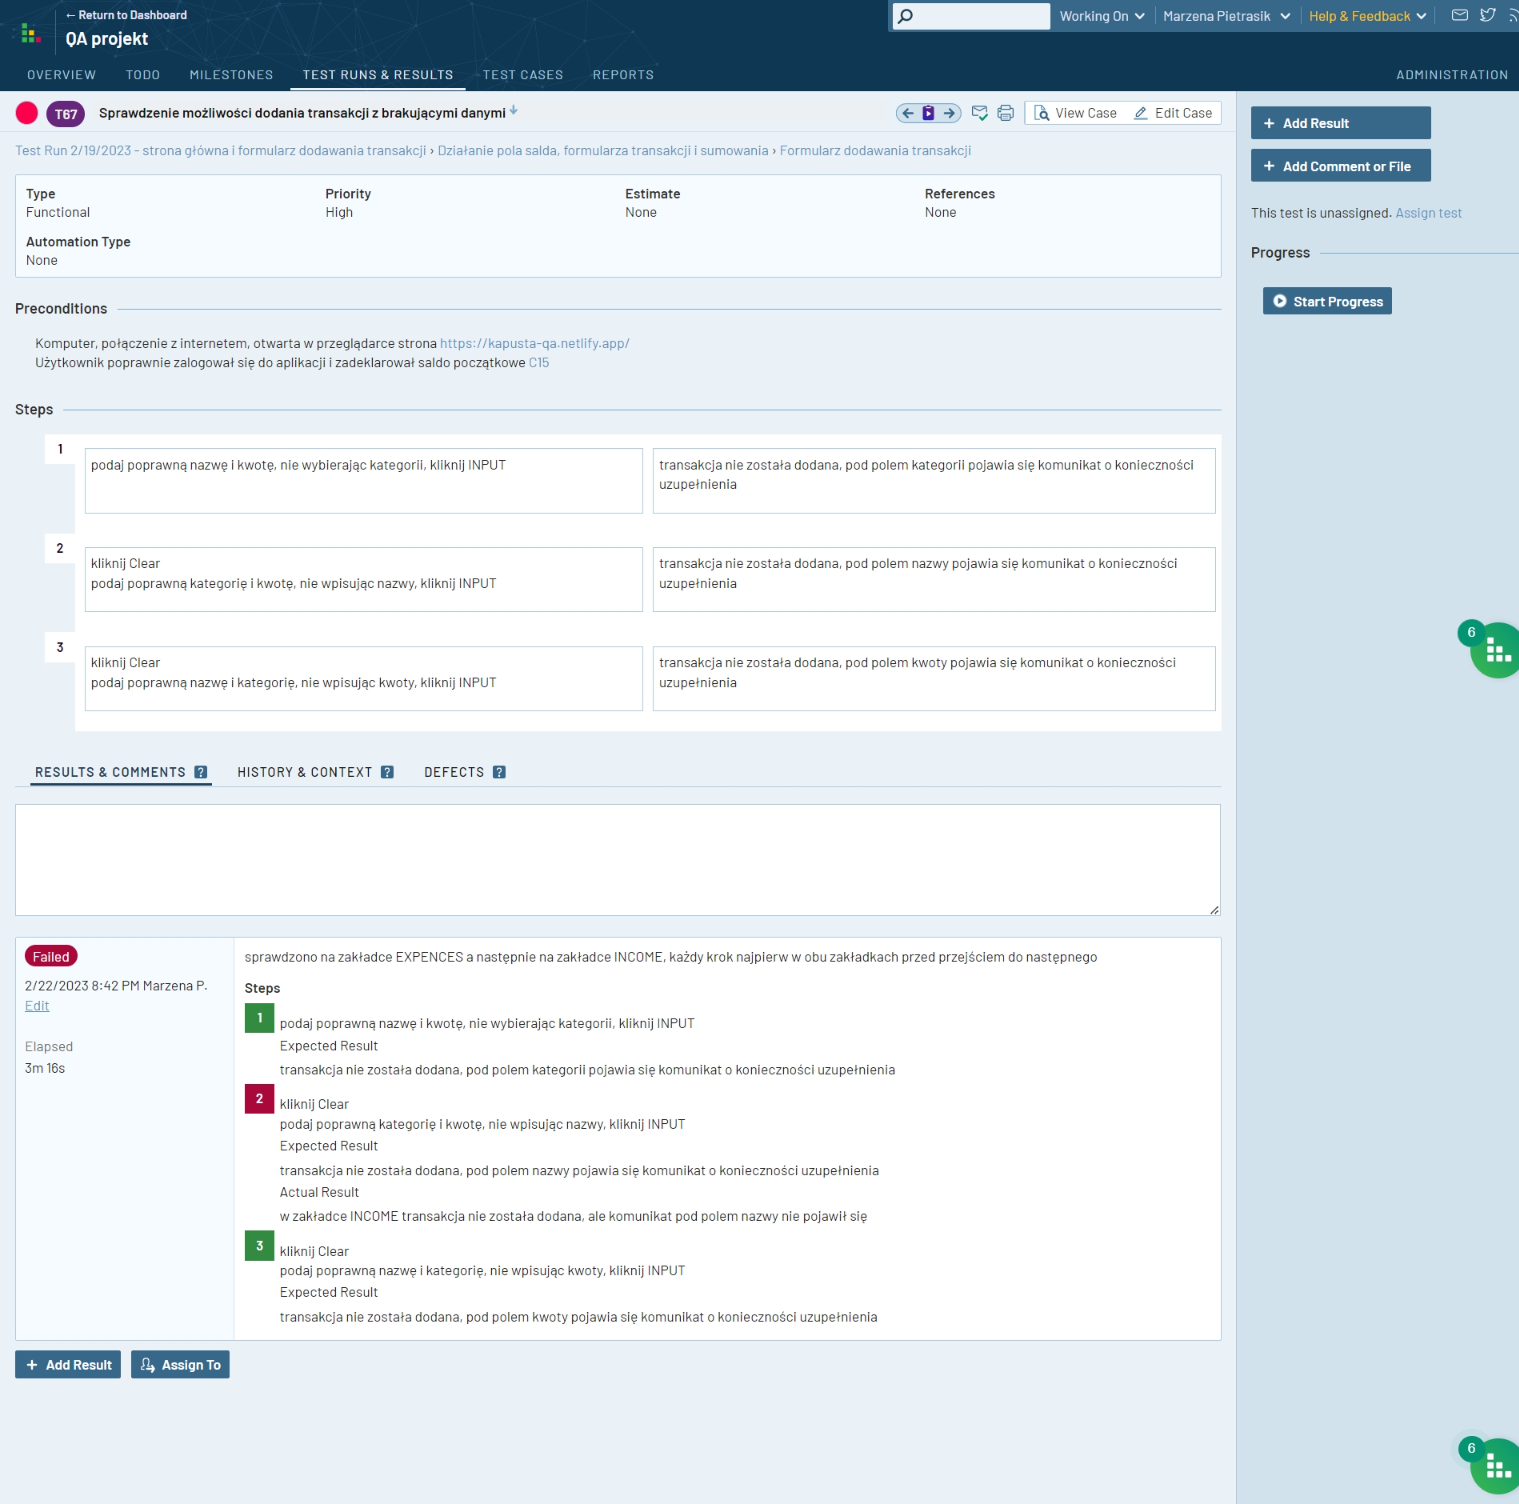 ← Return to Dashboard
QA projekt
Working On
Marzena Pietrasik
Help & Feedback
OVERVIEW
TODO
MILESTONES
TEST RUNS & RESULTS
TEST CASES
REPORTS
ADMINISTRATION
T67
Sprawdzenie możliwości dodania transakcji z brakującymi danymi
View Case
Edit Case
Test Run 2/19/2023 - strona główna i formularz dodawania transakcji › Działanie pola salda, formularza transakcji i sumowania › Formularz dodawania transakcji
+ Add Result
+ Add Comment or File
This test is unassigned. Assign test
Progress
Start Progress
Type
Functional
Priority
High
Estimate
None
References
None
Automation Type
None
Preconditions
Komputer, połączenie z internetem, otwarta w przeglądarce strona https://kapusta-qa.netlify.app/
Użytkownik poprawnie zalogował się do aplikacji i zadeklarował saldo początkowe C15
Steps
1
podaj poprawną nazwę i kwotę, nie wybierając kategorii, kliknij INPUT
transakcja nie została dodana, pod polem kategorii pojawia się komunikat o konieczności
uzupełnienia
2
kliknij Clear
podaj poprawną kategorię i kwotę, nie wpisując nazwy, kliknij INPUT
transakcja nie została dodana, pod polem nazwy pojawia się komunikat o konieczności
uzupełnienia
3
kliknij Clear
podaj poprawną nazwę i kategorię, nie wpisując kwoty, kliknij INPUT
transakcja nie została dodana, pod polem kwoty pojawia się komunikat o konieczności
uzupełnienia
6
RESULTS & COMMENTS ?
HISTORY & CONTEXT ?
DEFECTS ?
Failed
2/22/2023 8:42 PM Marzena P.
Edit
Elapsed
3m 16s
sprawdzono na zakładce EXPENCES a następnie na zakładce INCOME, każdy krok najpierw w obu zakładkach przed przejściem do następnego
Steps
1
podaj poprawną nazwę i kwotę, nie wybierając kategorii, kliknij INPUT
Expected Result
transakcja nie została dodana, pod polem kategorii pojawia się komunikat o konieczności uzupełnienia
2
kliknij Clear
podaj poprawną kategorię i kwotę, nie wpisując nazwy, kliknij INPUT
Expected Result
transakcja nie została dodana, pod polem nazwy pojawia się komunikat o konieczności uzupełnienia
Actual Result
w zakładce INCOME transakcja nie została dodana, ale komunikat pod polem nazwy nie pojawił się
3
kliknij Clear
podaj poprawną nazwę i kategorię, nie wpisując kwoty, kliknij INPUT
Expected Result
transakcja nie została dodana, pod polem kwoty pojawia się komunikat o konieczności uzupełnienia
+ Add Result
Assign To
6